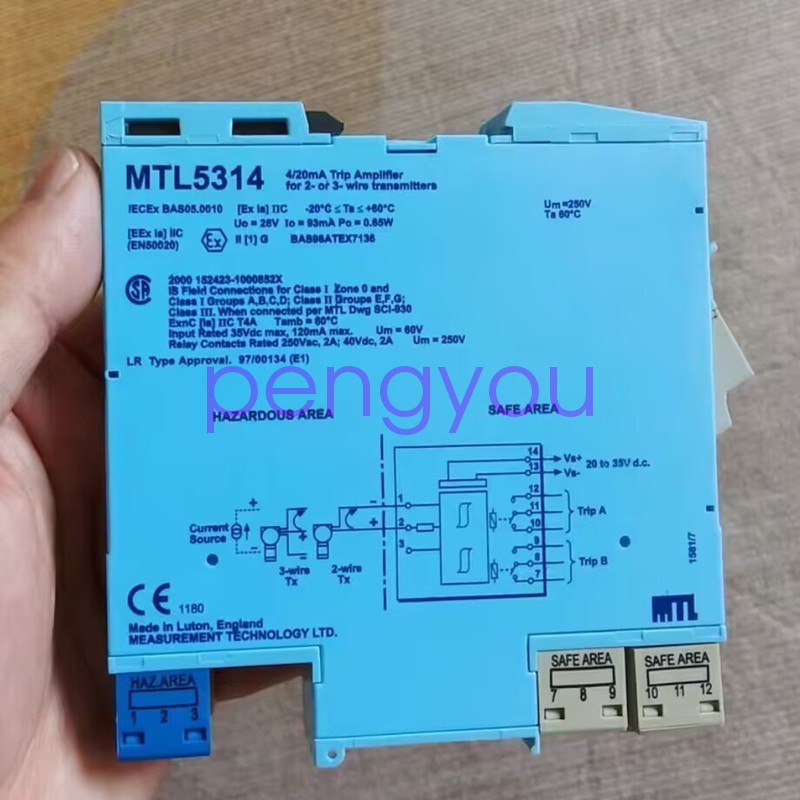 MTL5314
4/20mA Trip Amplifier
for 2- or 3- wire transmitters
IECEx BAS05.0010 [Ex ia] IIC -20°C ≤ Ta ≤ +60°C
Uo = 28V Io = 93mA Po = 0.65W
Um =250V
Ta 60°C
[EEx ia] IIC
(EN50020)
Ex II [1] G BAS98ATEX7136
2000 152423-1000852X
IS Field Connections for Class I Zone 0 and
Class I Groups A,B,C,D; Class II Groups E,F,G;
Class III. When connected per MTL Dwg SCI-930
ExnC [ia] IIC T4A Tamb = 60°C
Input Rated 35Vdc max, 120mA max. Um = 60V
Relay Contacts Rated 250Vac, 2A; 40Vdc, 2A Um = 250V
LR Type Approval. 97/00134 (E1)
pengyou
HAZARDOUS AREA
SAFE AREA
14 Vs+
13 Vs-
20 to 35V d.c.
12
11
10
Trip A
9
8
7
Trip B
1
2
3
- +
Current
Source
+ -
+ -
3-wire
Tx
2-wire
Tx
1581/7
CE 1180
MTL
Made in Luton, England
MEASUREMENT TECHNOLOGY LTD.
HAZ.AREA
1 2 3
SAFE AREA
7 8 9
SAFE AREA
10 11 12